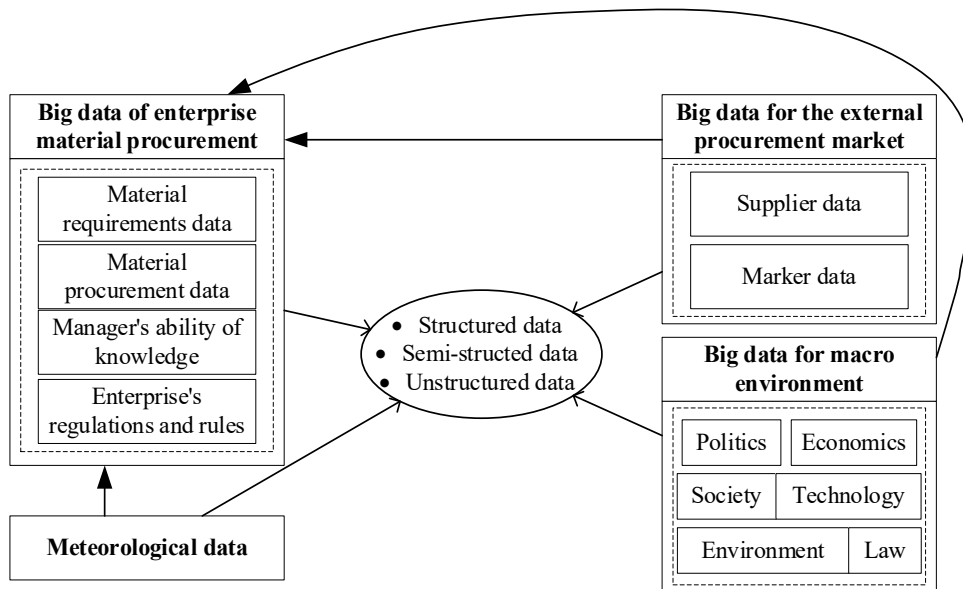 Big data of enterprise
material procurement
Material
requirements data
Material
procurement data
Manager's ability of
knowledge
Enterprise's
regulations and rules
Meteorological data
• Structured data
• Semi-structed data
• Unstructured data
Big data for the external
procurement market
Supplier data
Marker data
Big data for macro
environment
Politics Economics
Society Technology
Environment Law